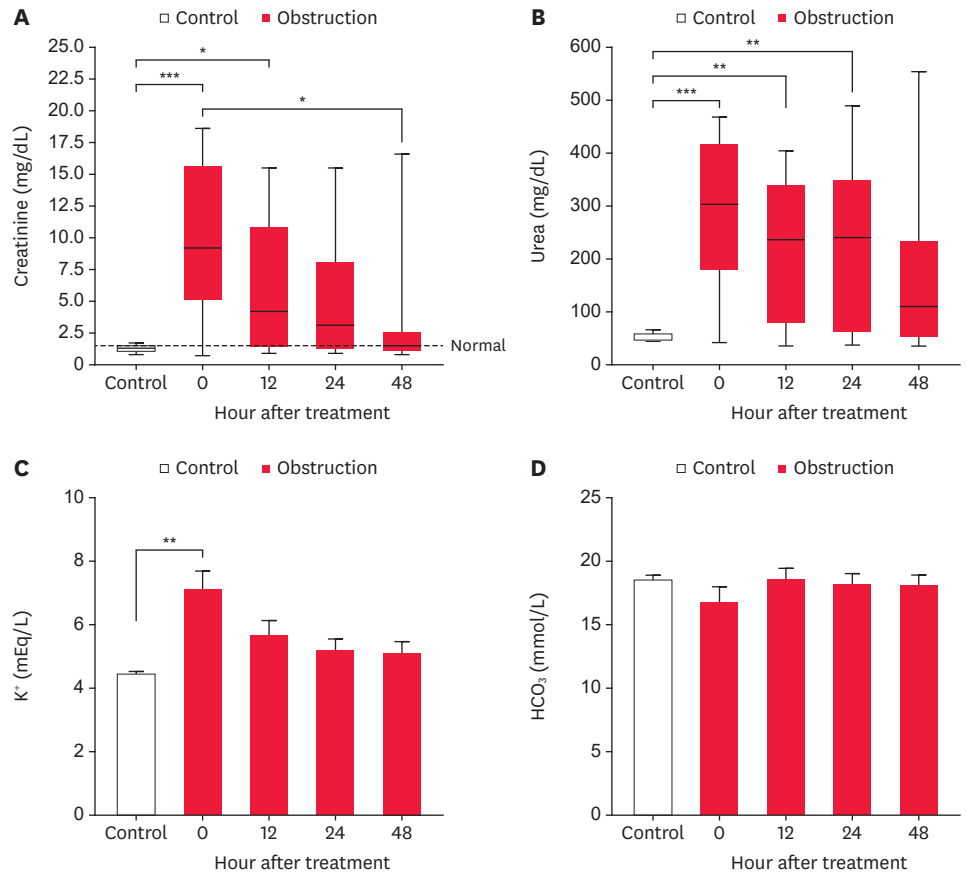 A
Control Obstruction
Creatinine (mg/dL)
25.0
22.5
20.0
17.5
15.0
12.5
10.0
7.5
5.0
2.5
0
*
***
*
Normal
Control 0 12 24 48
Hour after treatment
B
Control Obstruction
Urea (mg/dL)
600
500
400
300
200
100
0
**
**
***
Control 0 12 24 48
Hour after treatment
C
Control Obstruction
K⁺ (mEq/L)
10
8
6
4
2
0
**
Control 0 12 24 48
Hour after treatment
D
Control Obstruction
HCO₃ (mmol/L)
25
20
15
10
5
0
Control 0 12 24 48
Hour after treatment